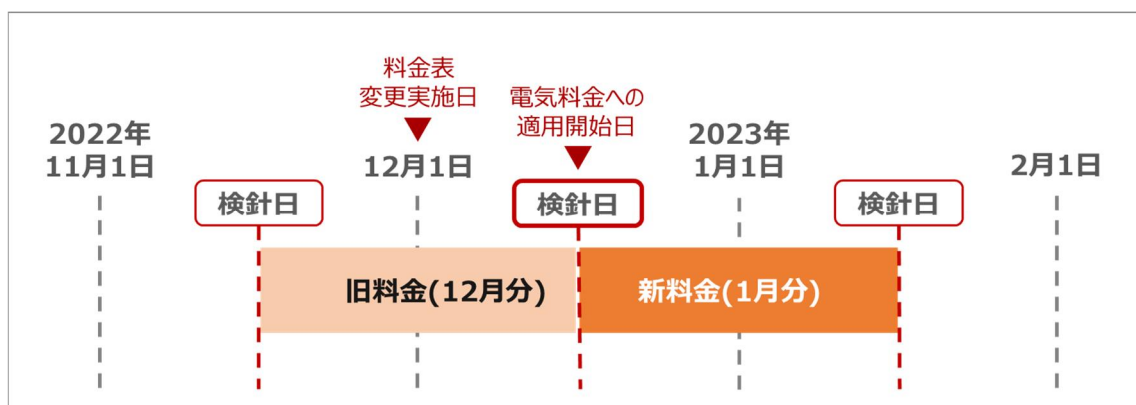 料金表
変更実施日
電気料金への
適用開始日
2022年
11月1日
12月1日
2023年
1月1日
2月1日
検針日
検針日
検針日
旧料金(12月分)
新料金(1月分)